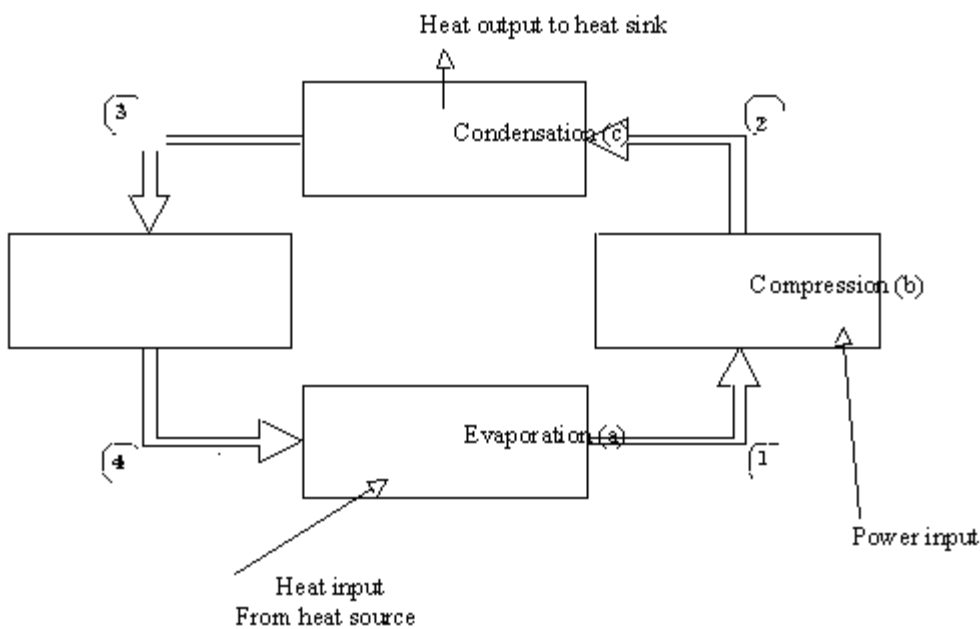 Heat output to heat sink
3
2
Condensation (c)
Compression (b)
Evaporation (a)
4
1
Power input
Heat input
From heat source